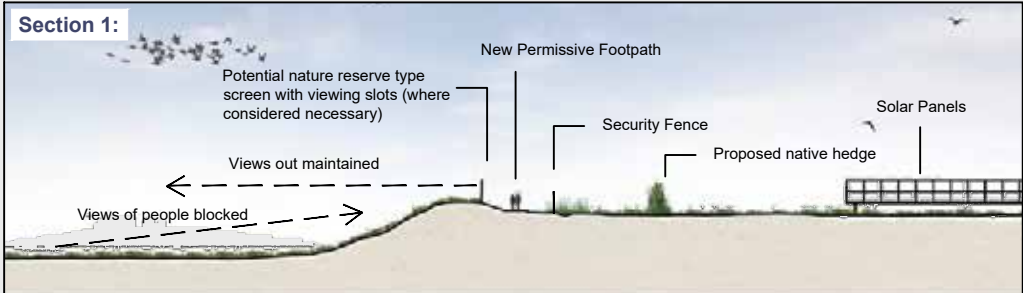 Section 1:
New Permissive Footpath
Potential nature reserve type
screen with viewing slots (where
considered necessary)
Solar Panels
Security Fence
Proposed native hedge
Views out maintained
Views of people blocked